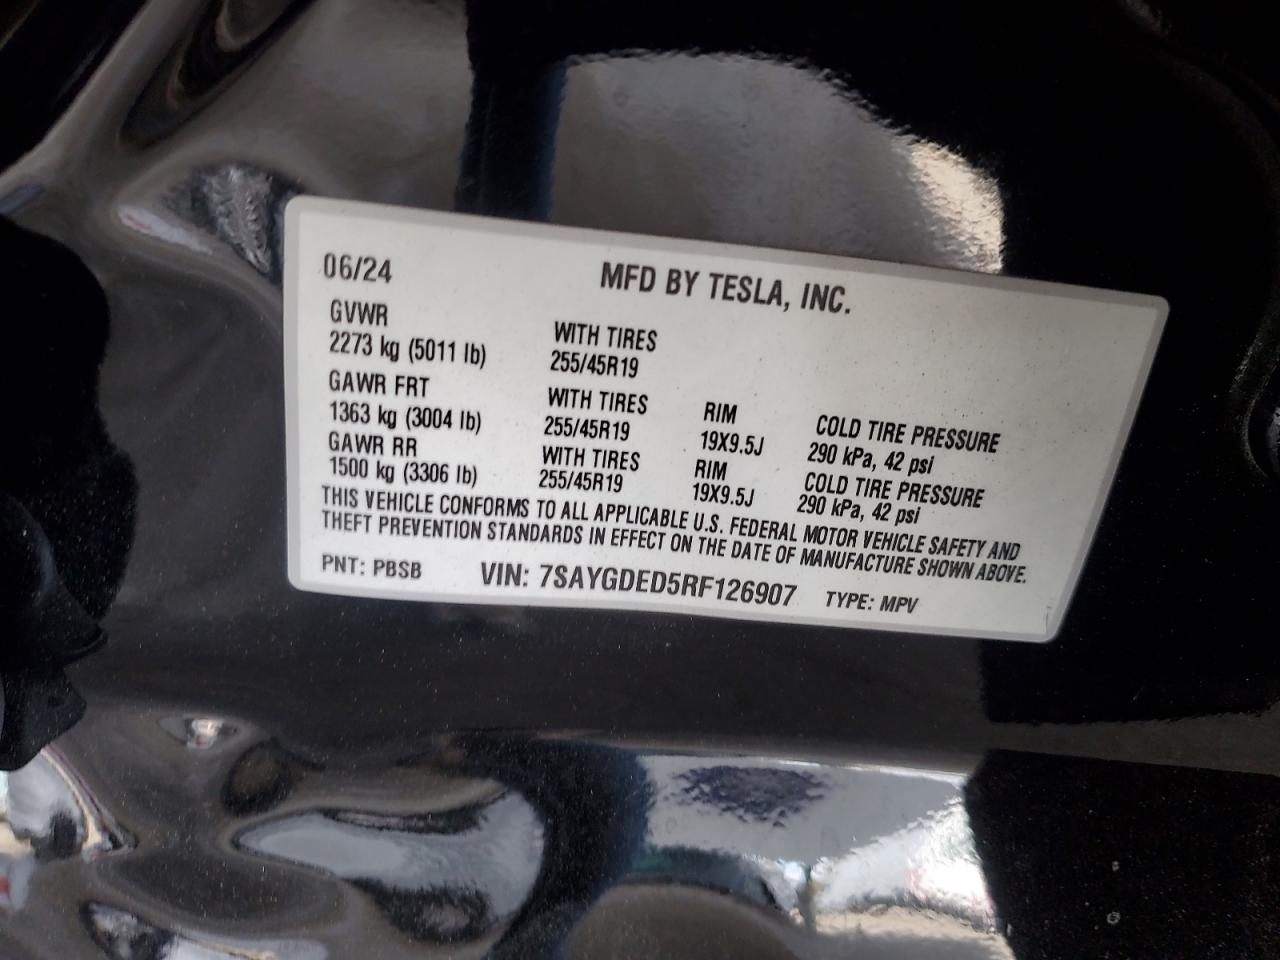 06/24 MFD BY TESLA, INC.
GVWR
2273 kg (5011 lb) WITH TIRES 255/45R19
GAWR FRT
1363 kg (3004 lb) WITH TIRES 255/45R19 RIM 19X9.5J COLD TIRE PRESSURE 290 kPa, 42 psi
GAWR RR
1500 kg (3306 lb) WITH TIRES 255/45R19 RIM 19X9.5J COLD TIRE PRESSURE 290 kPa, 42 psi
THIS VEHICLE CONFORMS TO ALL APPLICABLE U.S. FEDERAL MOTOR VEHICLE SAFETY AND
THEFT PREVENTION STANDARDS IN EFFECT ON THE DATE OF MANUFACTURE SHOWN ABOVE.
PNT: PBSB VIN: 7SAYGDED5RF126907 TYPE: MPV